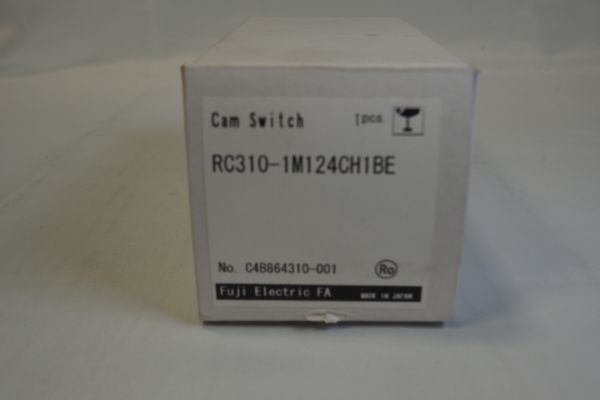 Cam Switch 1pcs.
RC310-1M124CH1BE
No. C4B864310-001 Ro
Fuji Electric FA MADE IN JAPAN